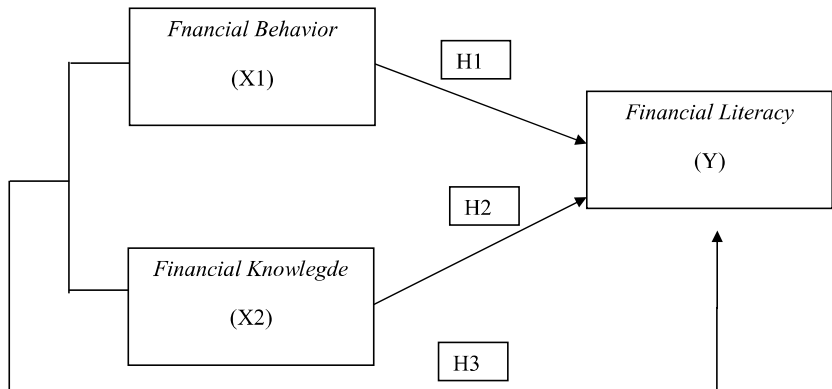 Fnancial Behavior
(X1)
H1
Financial Literacy
(Y)
H2
Financial Knowlegde
(X2)
H3